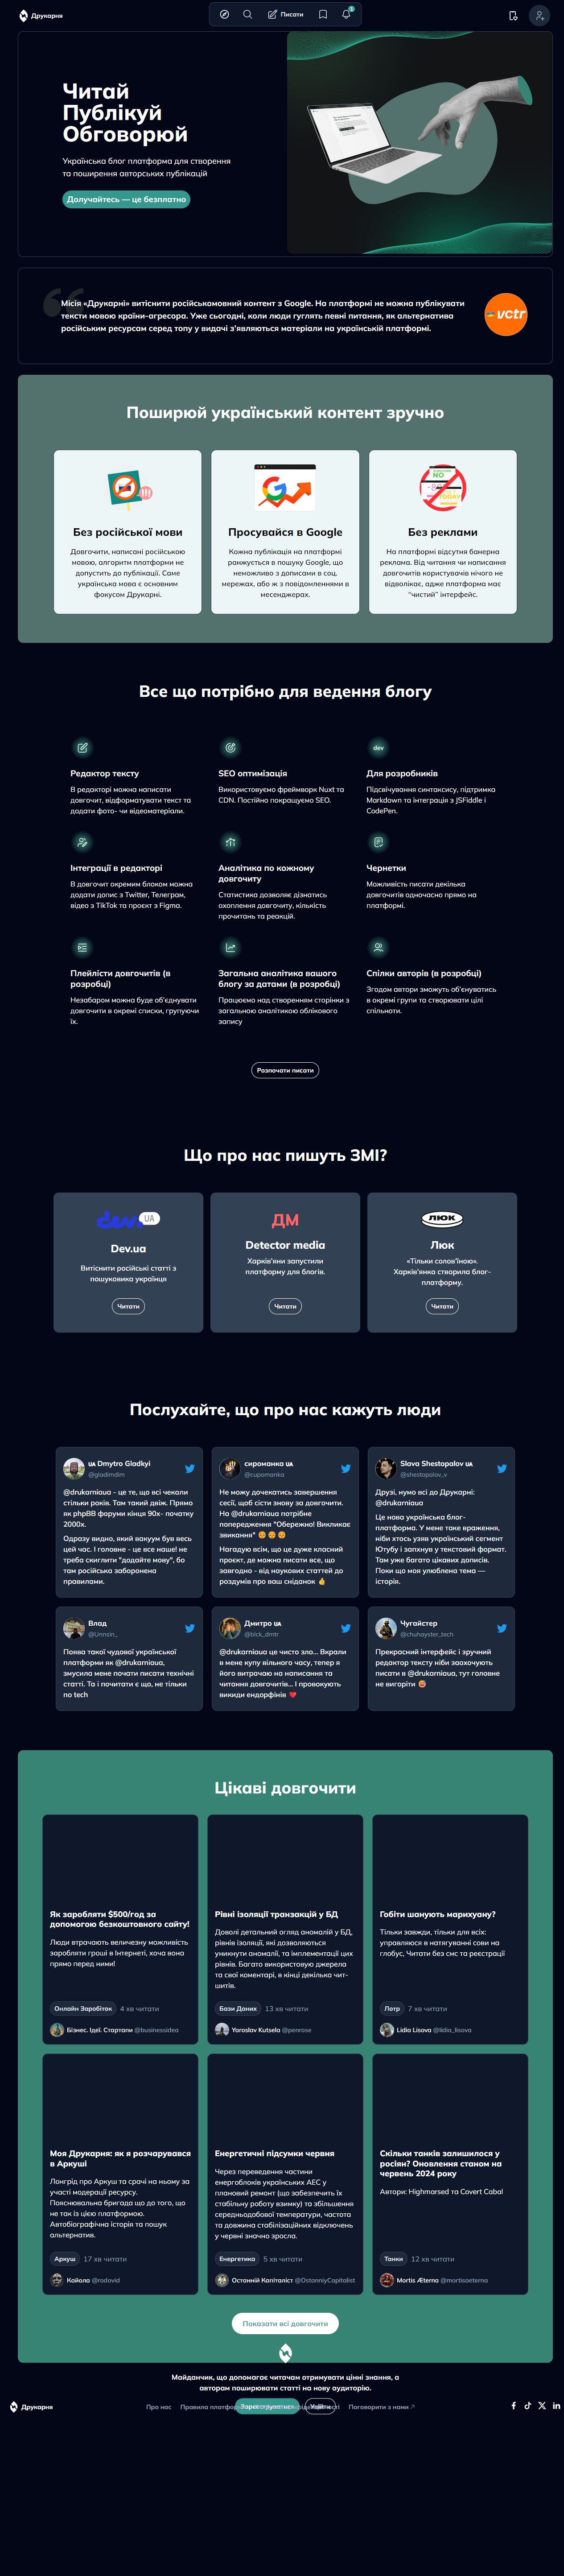 Друкарня
Писати
1
Читай
Публікуй
Обговорюй
Українська блог платформа для створення
та поширення авторських публікацій
Долучайтесь — це безплатно
Місія «Друкарні» витіснити російськомовний контент з Google. На платформі не можна публікувати
тексти мовою країни-агресора. Уже сьогодні, коли люди гуглять певні питання, як альтернатива
російським ресурсам серед топу у видачі з'являються матеріали на українській платформі.
vctr
Поширюй український контент зручно
Без російської мови
Довгочити, написані російською
мовою, алгоритм платформи не
допустить до публікації. Саме
українська мова є основним
фокусом Друкарні.
Просувайся в Google
Кожна публікація на платформі
ранжується в пошуку Google, що
неможливо з дописами в соц.
мережах, або ж з повідомленнями в
месенджерах.
NO
TODAY
Без реклами
На платформі відсутня банерна
реклама. Від читання чи написання
довгочитів користувачів нічого не
відволікає, адже платформа має
“чистий” інтерфейс.
Все що потрібно для ведення блогу
Редактор тексту
В редакторі можна написати
довгочит, відформатувати текст та
додати фото- чи відеоматеріали.
SEO оптимізація
Використовуємо фреймворк Nuxt та
CDN. Постійно покращуємо SEO.
dev
Для розробників
Підсвічування синтаксису, підтримка
Markdown та інтеграція з JSFiddle і
CodePen.
Інтеграції в редакторі
В довгочит окремим блоком можна
додати допис з Twitter, Телеграм,
відео з TikTok та проєкт з Figma.
Аналітика по кожному
довгочиту
Статистика дозволяє дізнатись
охоплення довгочиту, кількість
прочитань та реакцій.
Чернетки
Можливість писати декілька
довгочитів одночасно прямо на
платформі.
Плейлісти довгочитів (в
розробці)
Незабаром можна буде об’єднувати
довгочити в окремі списки, групуючи
їх.
Загальна аналітика вашого
блогу за датами (в розробці)
Працюємо над створенням сторінки з
загальною аналітикою облікового
запису
Спілки авторів (в розробці)
Згодом автори зможуть об’єнуватись
в окремі групи та створювати цілі
спільноти.
Розпочати писати
Що про нас пишуть ЗМІ?
dev. UA
Dev.ua
Витіснити російські статті з
пошуковика українця
Читати
ДМ
Detector media
Харків'яни запустили
платформу для блогів.
Читати
ЛЮК
Люк
«Тільки солов’їною».
Харків’янка створила блог-
платформу.
Читати
Послухайте, що про нас кажуть люди
🇺🇦 Dmytro Gladkyi
@gladimdim
@drukarniaua - це те, що всі чекали
стільки років. Там такий двіж. Прямо
як phpBB форуми кінця 90х- початку
2000х.
Одразу видно, який вакуум був весь
цей час. І головне - це все наше! не
треба скиглити "додайте мову", бо
там російська заборонена
правилами.
сироманка 🇺🇦
@cupomanka
Не можу дочекатись завершення
сесії, щоб сісти знову за довгочити.
На @drukarniaua потрібне
попередження "Обережно! Викликає
звикання"
Нагадую всім, що це дуже класний
проєкт, де можна писати все, що
завгодно - від наукових статтей до
роздумів про ваш сніданок 👍
Slava Shestopalov 🇺🇦
@shestopalov_v
Друзі, нумо всі до Друкарні:
@drukarniaua
Це нова українська блог-
платформа. У мене таке враження,
ніби хтось узяв український сегмент
Ютубу і запхнув у текстовий формат.
Там уже багато цікавих дописів.
Поки що моя улюблена тема —
історія.
Влад
@Unnsin_
Поява такої чудової української
платформи як @drukarniaua,
змусила мене почати писати технічні
статті. Та і почитати є що, не тільки
по tech
Дмитро 🇺🇦
@blck_dmtr
@drukarniaua це чисто зло... Вкрали
в мене купу вільного часу, тепер я
його витрачаю на написання та
читання довгочитів... І провокують
викиди ендорфінів ❤️
Чугайстер
@chuhayster_tech
Прекрасний інтерфейс і зручний
редактор тексту ніби заохочують
писати в @drukarniaua, тут головне
не вигоріти
Цікаві довгочити
Як заробляти $500/год за
допомогою безкоштовного сайту!
Люди втрачають величезну можливість
заробляти гроші в Інтернеті, хоча вона
прямо перед ними!
Онлайн Заробіток 4 хв читати
Бізнес. Ідеї. Стартапи @businessidea
Рівні ізоляції транзакцій у БД
Доволі детальний огляд аномалій у БД,
рівнів ізоляції, які дозволяються
уникнути аномалії, та імплементації цих
рівнів. Багато використовую джерела
та свої коментарі, в кінці декілька чит-
шитів.
Бази Даних 13 хв читати
Yaroslav Kutsela @penrose
Гобіти шанують марихуану?
Тільки завжди, тільки для всіх:
управляюся в натягуванні сови на
глобус, Читати без смс та реєстрації
Лотр 7 хв читати
Lidia Lisova @lidia_lisova
Моя Друкарня: як я розчарувався
в Аркуші
Лонгрід про Аркуш та срачі на ньому за
участі модерації ресурсу.
Пояснювальна бригада що до того, що
не так із цією платформою.
Автобіографічна історія та пошук
альтернатив.
Аркуш 17 хв читати
Кайола @rodovid
Енергетичні підсумки червня
Через переведення частини
енергоблоків українських АЕС у
плановий ремонт (що забезпечить їх
стабільну роботу взимку) та збільшення
середньодобової температури, частота
та довжина стабілізаційних відключень
у червні значно зросла.
Енергетика 5 хв читати
Останній Капіталіст @OstanniyCapitalist
Скільки танків залишилося у
росіян? Оновлення станом на
червень 2024 року
Автори: Highmarsed та Covert Cabal
Танки 12 хв читати
Mortis Æterna @mortisaeterna
Показати всі довгочити
Майданчик, що допомагає читачам отримувати цінні знання, а
авторам поширювати статті на нову аудиторію.
Зареєструватись
Увійти
Друкарня
Про нас
Правила платформ
Поговорити з нами ↗